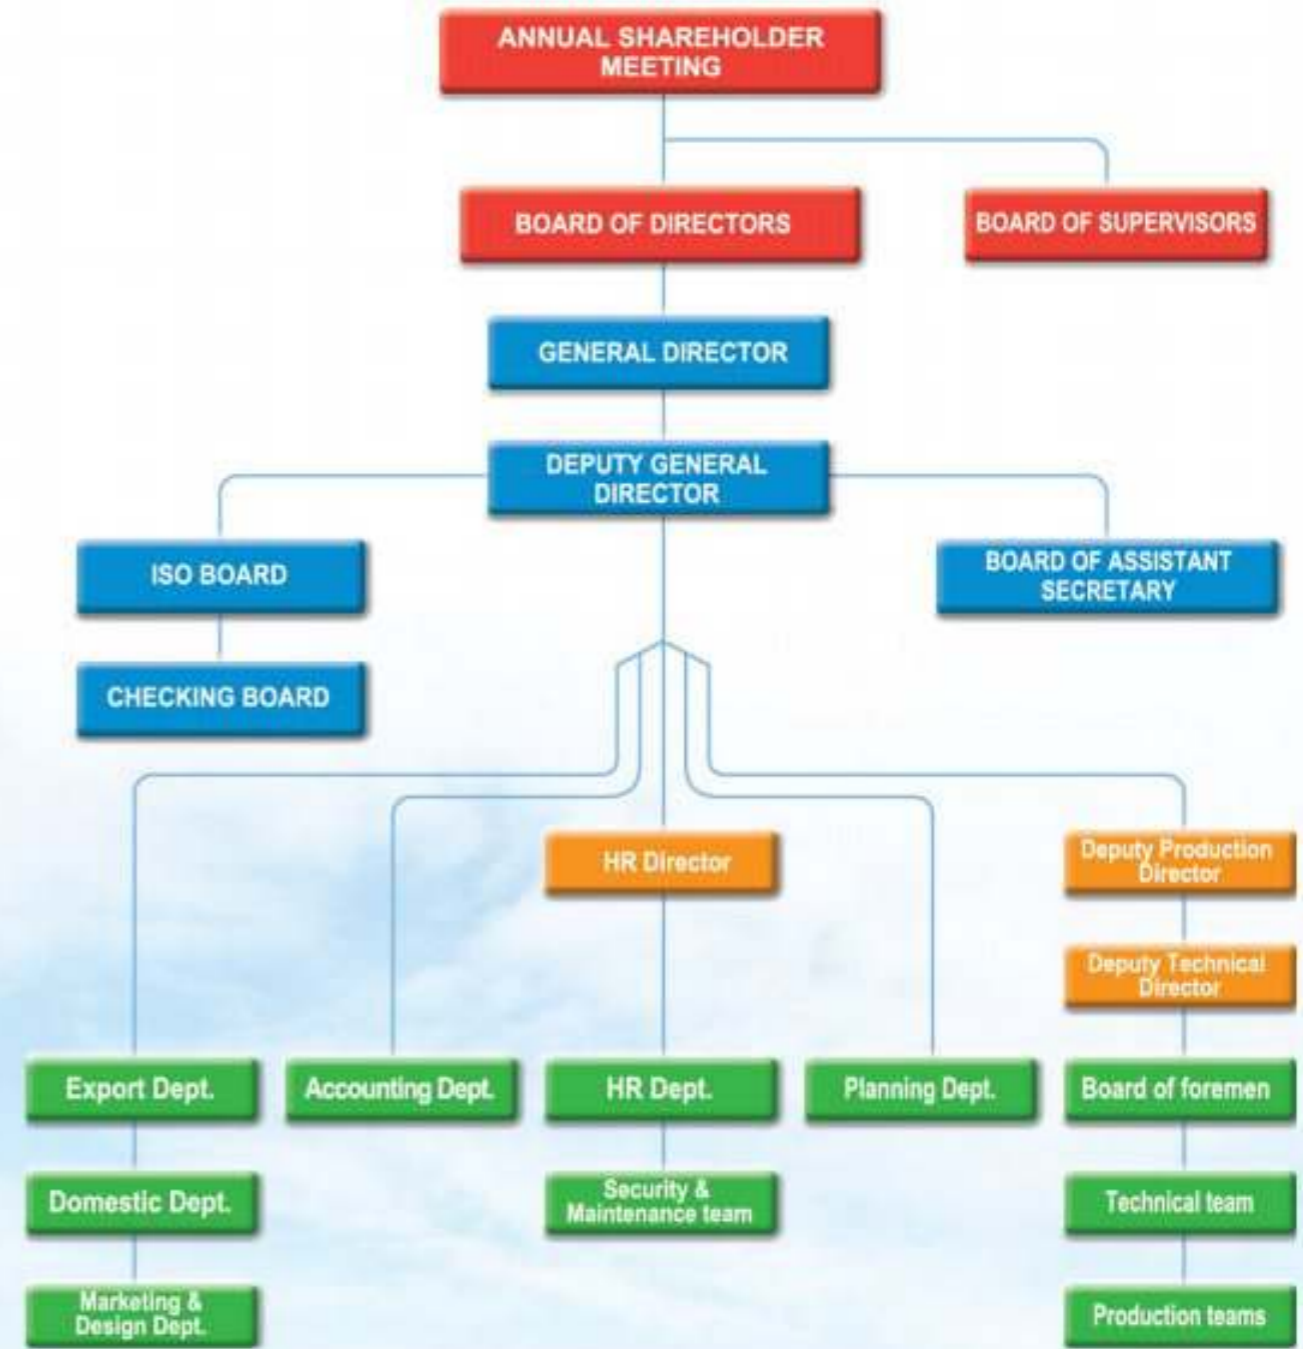 ANNUAL SHAREHOLDER
MEETING
BOARD OF DIRECTORS
BOARD OF SUPERVISORS
GENERAL DIRECTOR
DEPUTY GENERAL
DIRECTOR
ISO BOARD
BOARD OF ASSISTANT
SECRETARY
CHECKING BOARD
HR Director
Deputy Production
Director
Deputy Technical
Director
Export Dept.
Accounting Dept.
HR Dept.
Planning Dept.
Board of foremen
Domestic Dept.
Security &
Maintenance team
Technical team
Marketing &
Design Dept.
Production teams